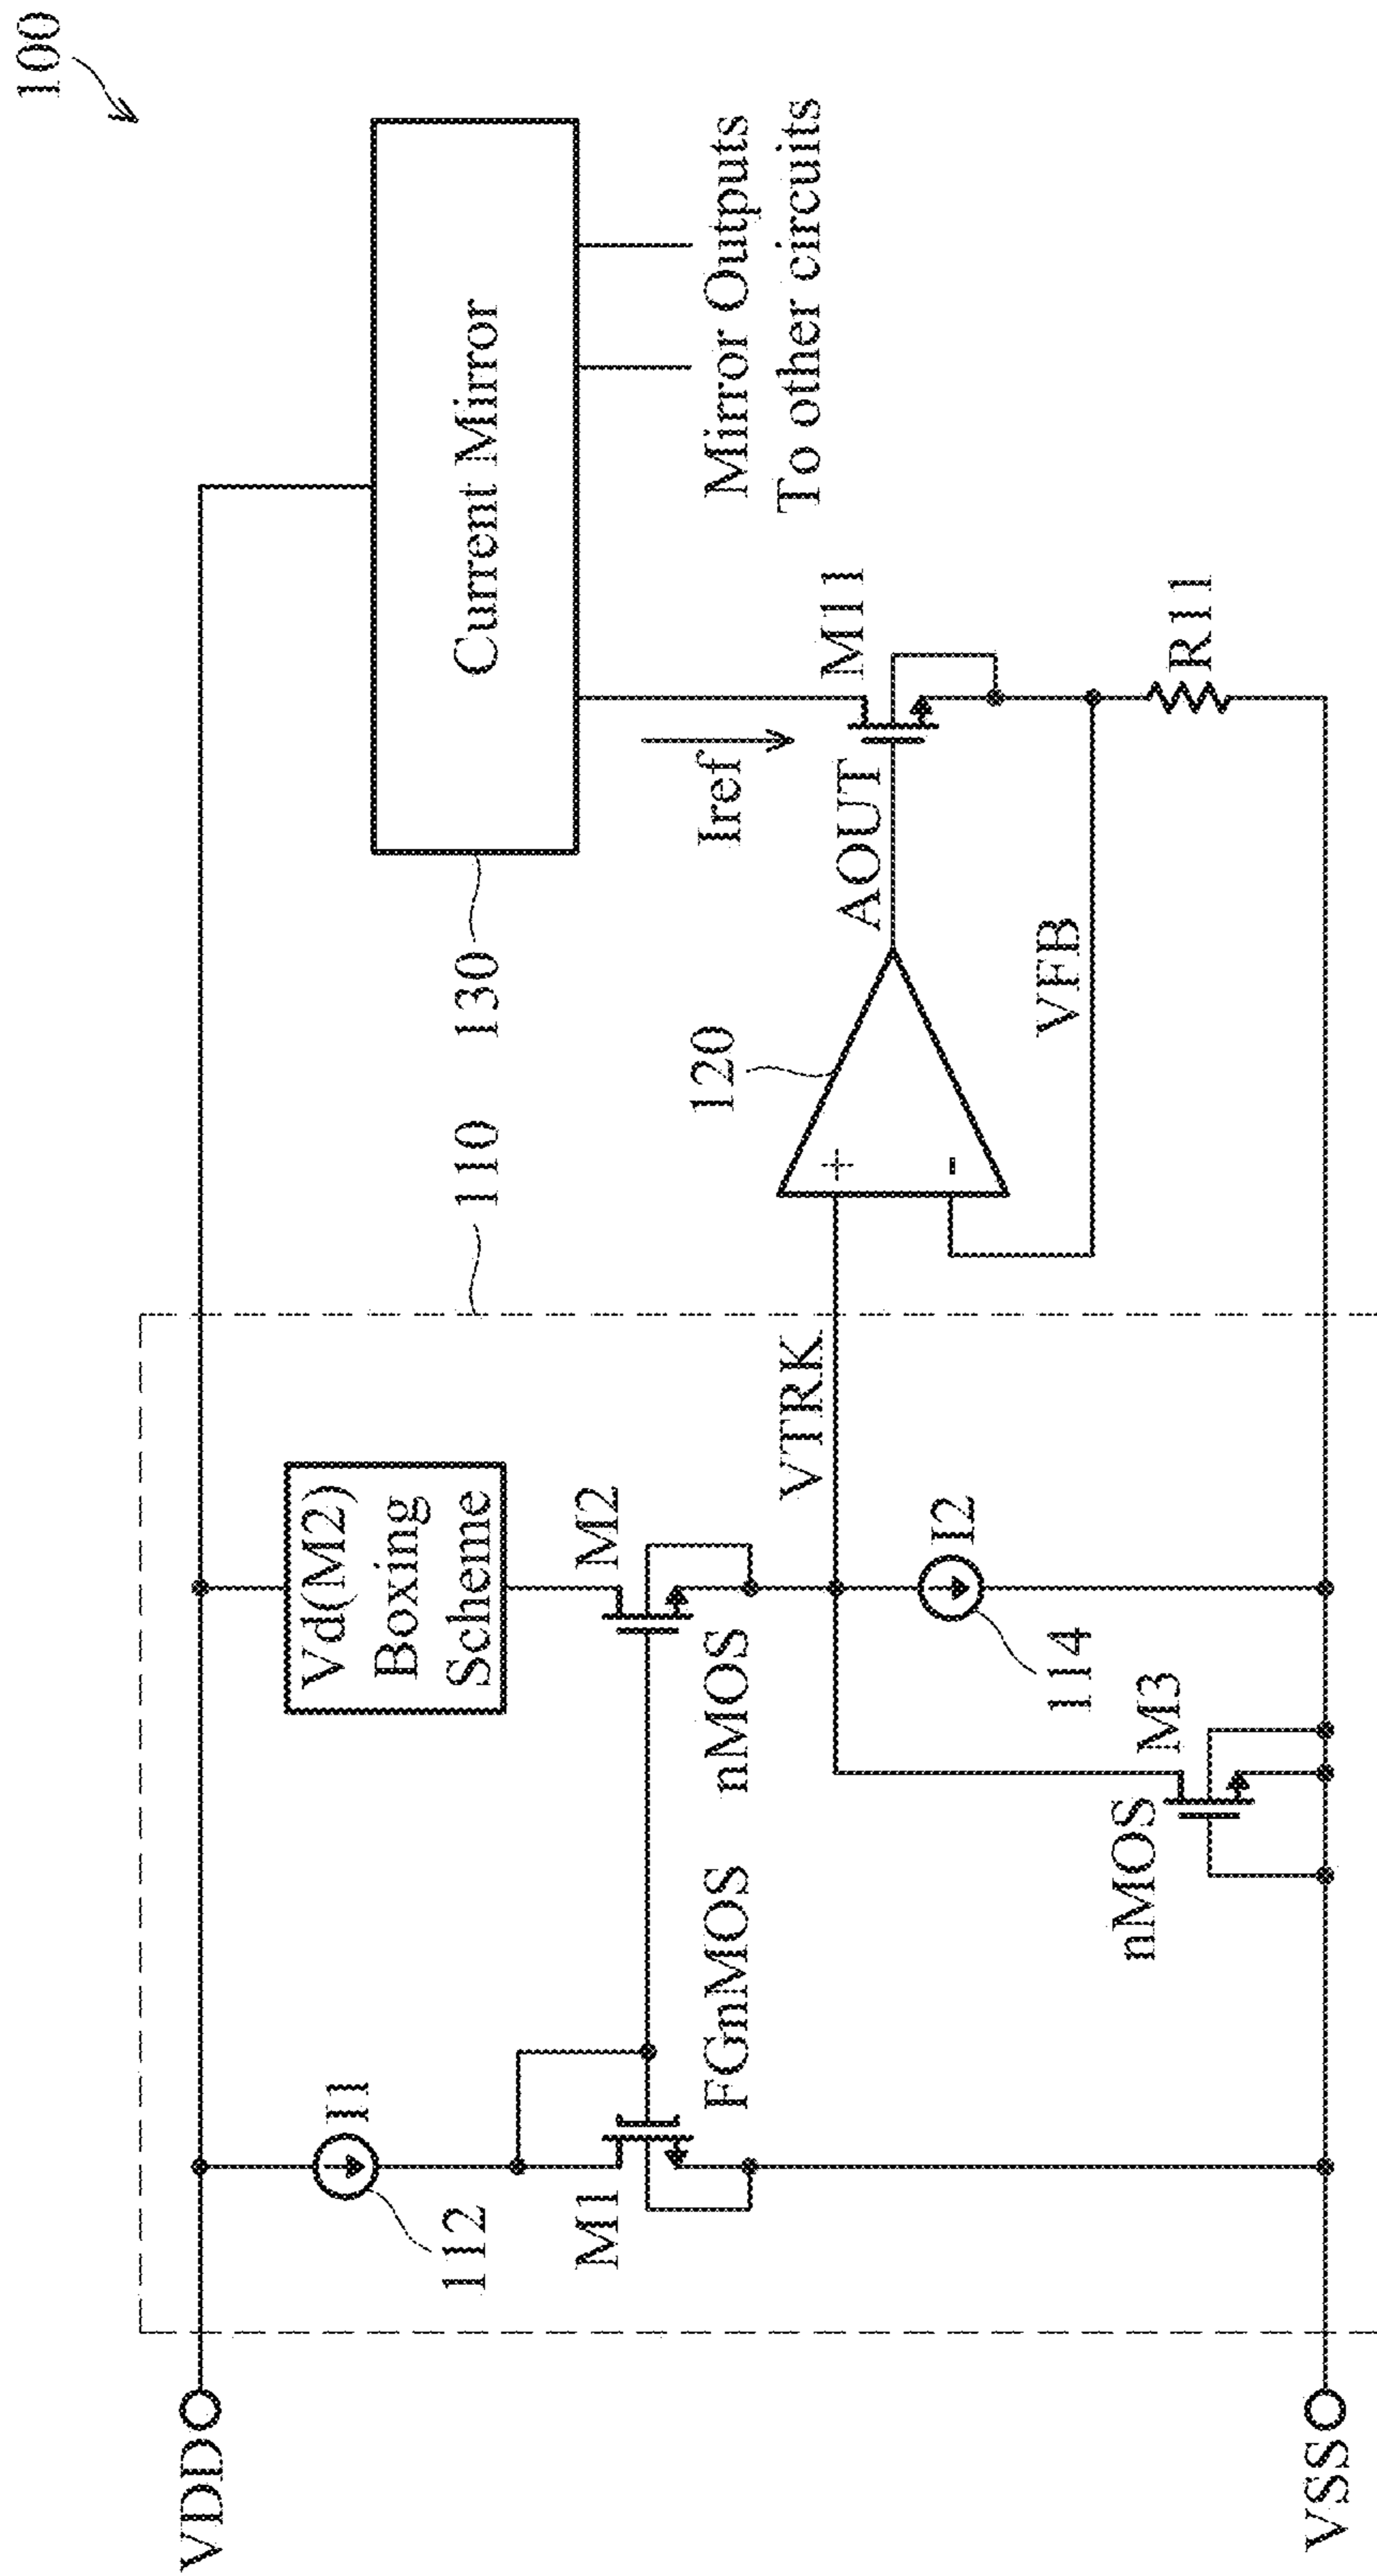 100
VDD
I1
112
M1
FGnMOS
Vd(M2)
Boxing
Scheme
M2
nMOS
VTRK
I2
114
M3
nMOS
110
130
Current Mirror
Mirror Outputs
To other circuits
Iref
120
+
-
AOUT
M11
VFB
R11
VSS